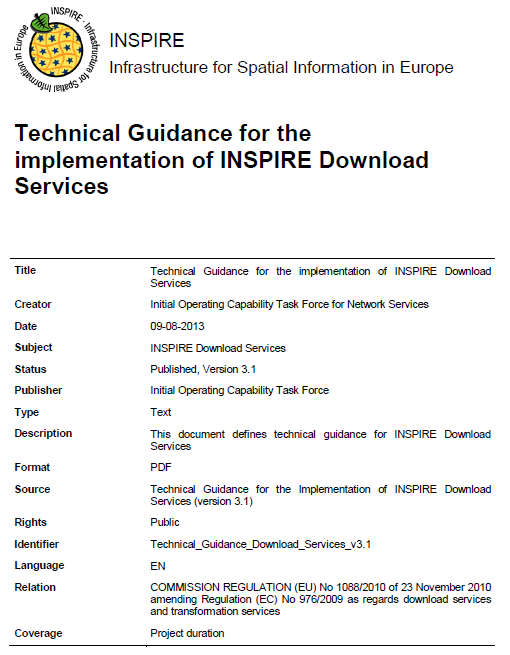 INSPIRE · Infrastructure for Spatial Information in Europe
INSPIRE
Infrastructure for Spatial Information in Europe
Technical Guidance for the
implementation of INSPIRE Download
Services
Title Technical Guidance for the implementation of INSPIRE Download
Services
Creator Initial Operating Capability Task Force for Network Services
Date 09-08-2013
Subject INSPIRE Download Services
Status Published, Version 3.1
Publisher Initial Operating Capability Task Force
Type Text
Description This document defines technical guidance for INSPIRE Download
Services
Format PDF
Source Technical Guidance for the Implementation of INSPIRE Download
Services (version 3.1)
Rights Public
Identifier Technical_Guidance_Download_Services_v3.1
Language EN
Relation COMMISSION REGULATION (EU) No 1088/2010 of 23 November 2010
amending Regulation (EC) No 976/2009 as regards download services
and transformation services
Coverage Project duration